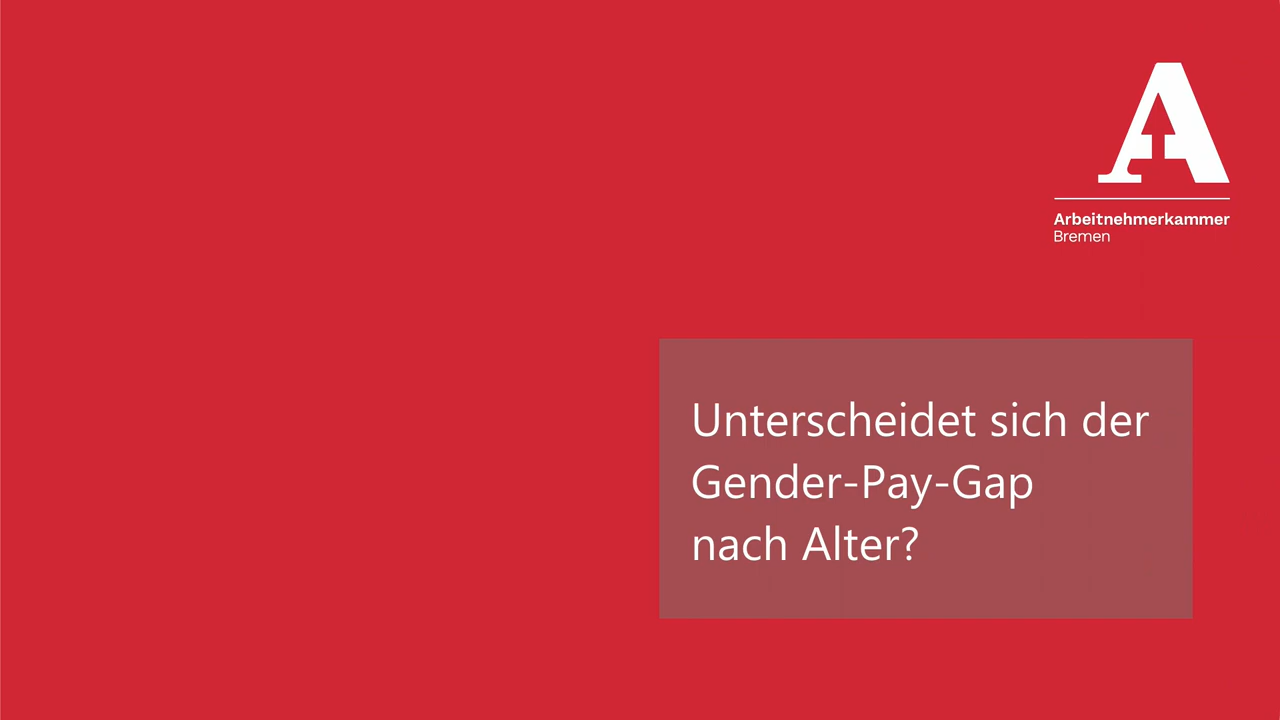 Arbeitnehmerkammer
Bremen
Unterscheidet sich der
Gender-Pay-Gap
nach Alter?